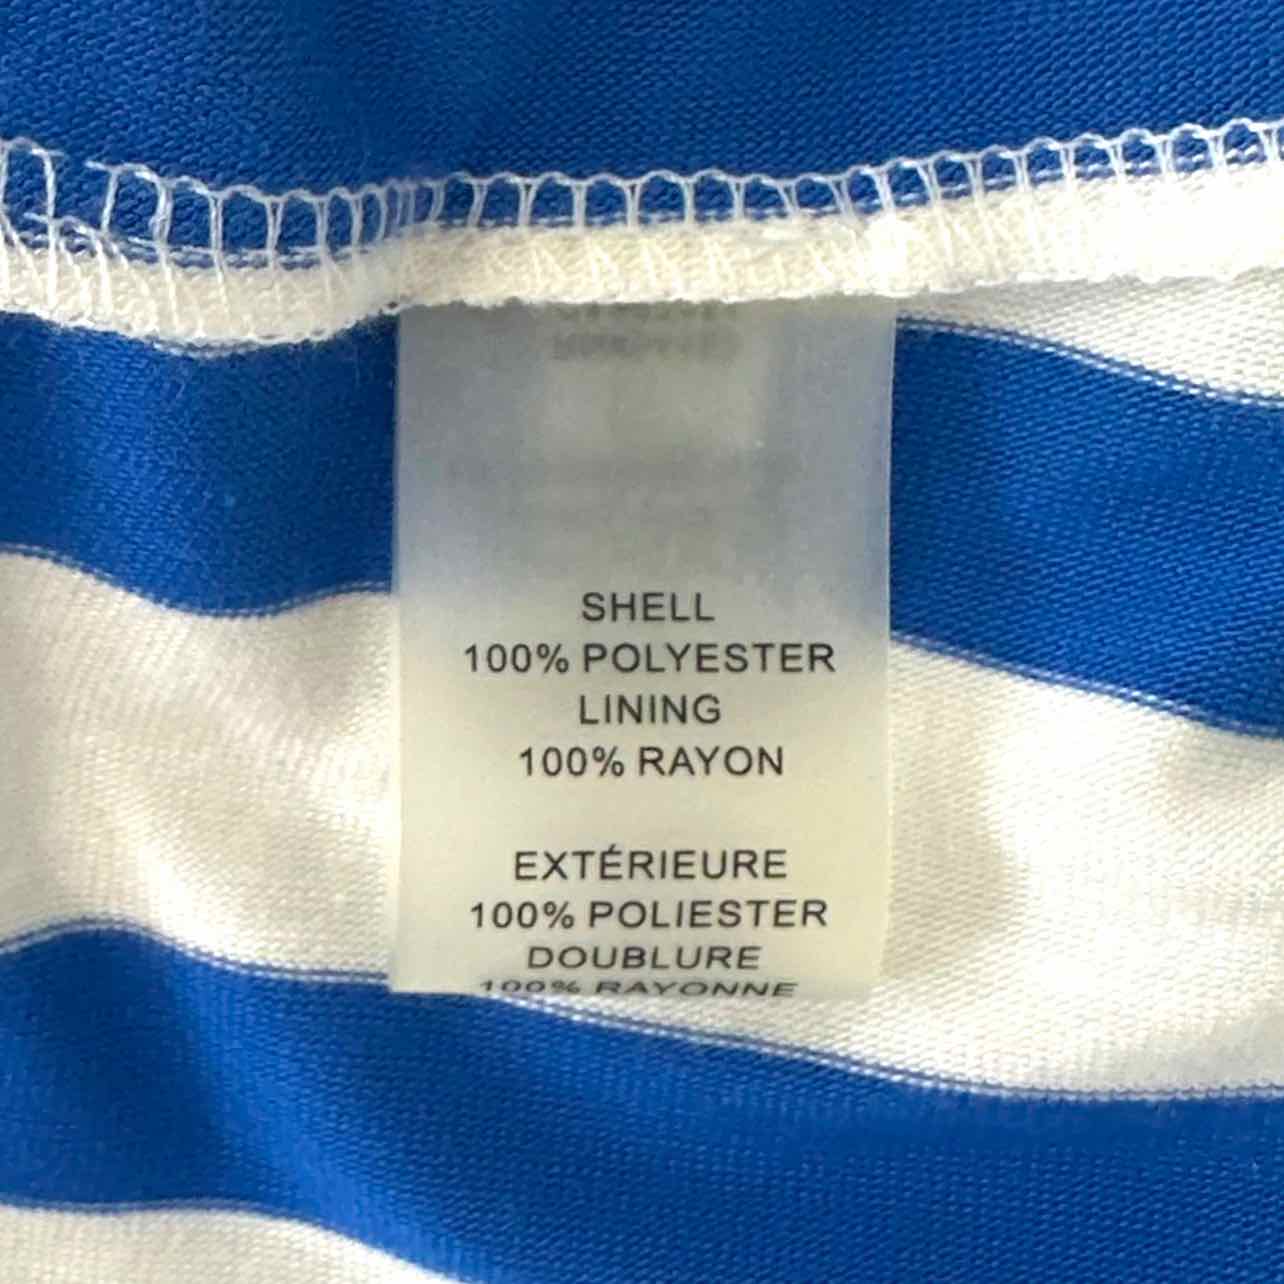 SHELL
100% POLYESTER
LINING
100% RAYON
EXTÉRIEURE
100% POLIESTER
DOUBLURE
100% RAYONNE